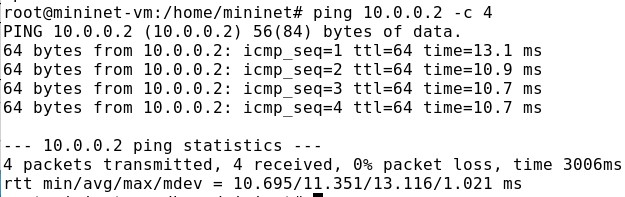 root@mininet-vm:/home/mininet# ping 10.0.0.2 -c 4
PING 10.0.0.2 (10.0.0.2) 56(84) bytes of data.
64 bytes from 10.0.0.2: icmp_seq=1 ttl=64 time=13.1 ms
64 bytes from 10.0.0.2: icmp_seq=2 ttl=64 time=10.9 ms
64 bytes from 10.0.0.2: icmp_seq=3 ttl=64 time=10.7 ms
64 bytes from 10.0.0.2: icmp_seq=4 ttl=64 time=10.7 ms
--- 10.0.0.2 ping statistics ---
4 packets transmitted, 4 received, 0% packet loss, time 3006ms
rtt min/avg/max/mdev = 10.695/11.351/13.116/1.021 ms